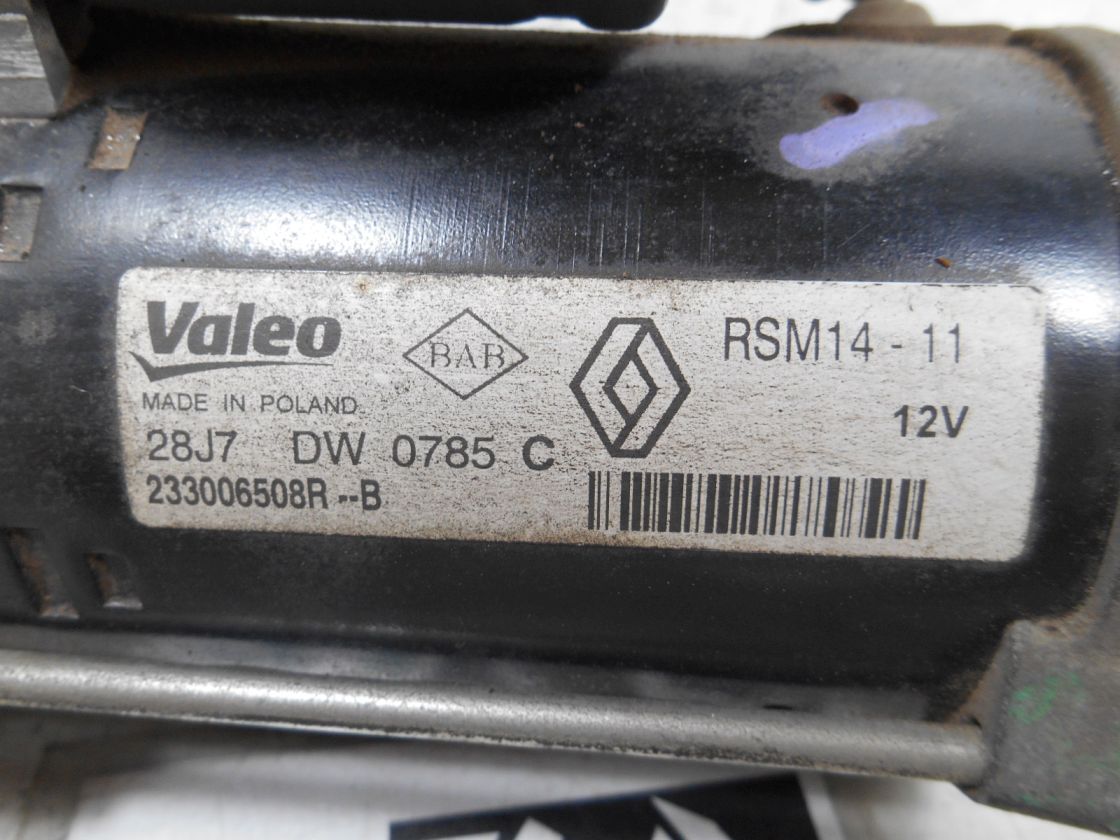 Valeo
BAB
RSM14 - 11
MADE IN POLAND
12V
28J7 DW 0785 C
233006508R --B